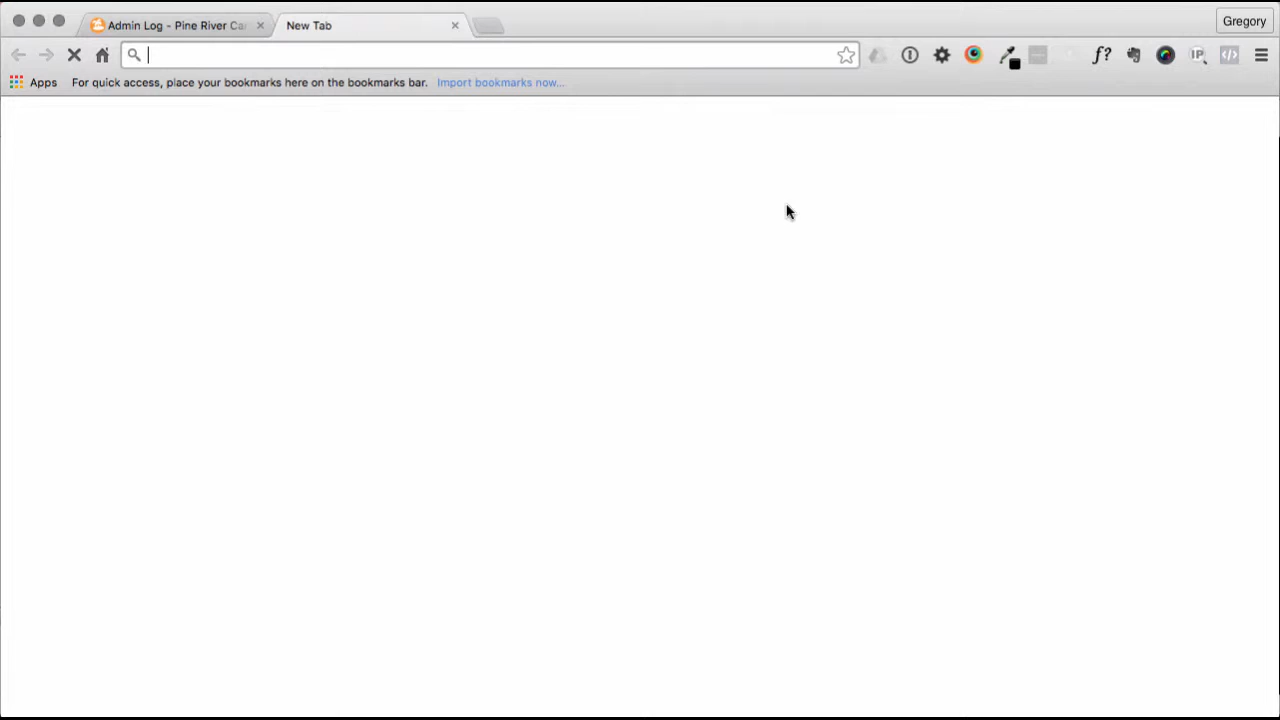 Admin Log - Pine River Ca
New Tab
Gregory
Apps
For quick access, place your bookmarks here on the bookmarks bar.
Import bookmarks now...
f?
IP